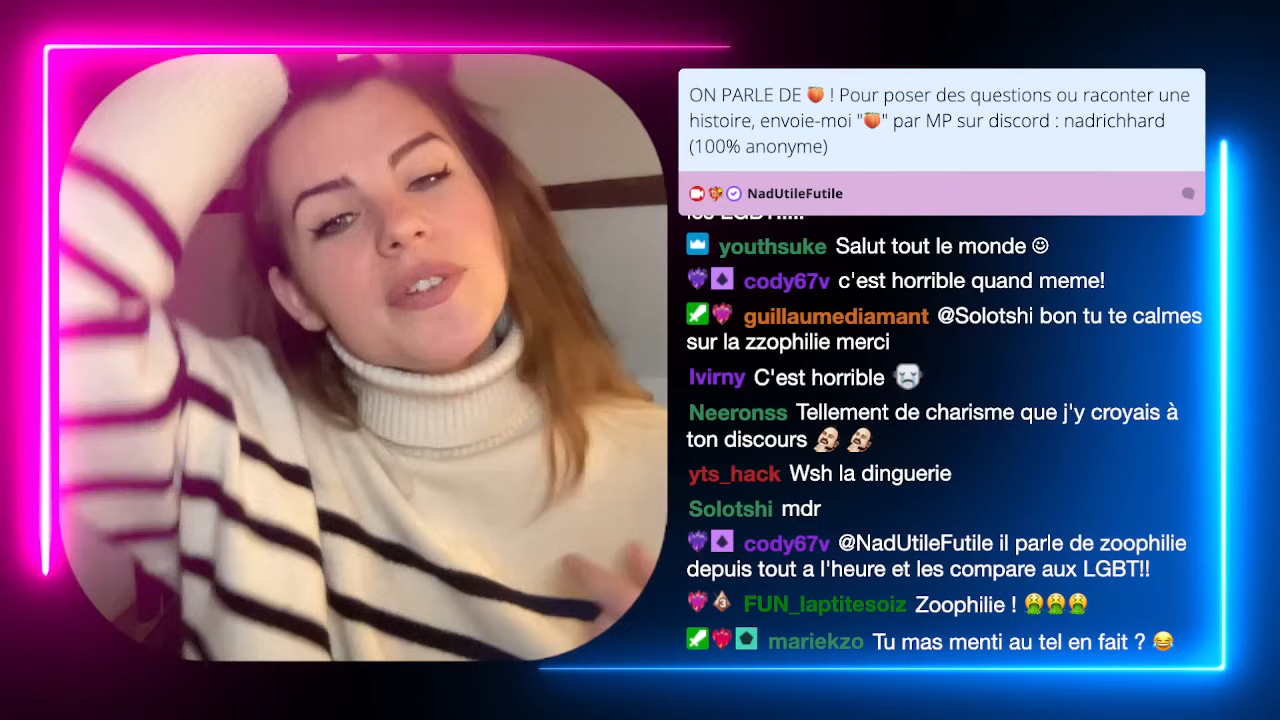 ON PARLE DE 🍑 ! Pour poser des questions ou raconter une
histoire, envoie-moi "🍑" par MP sur discord : nadrichhard
(100% anonyme)
NadUtileFutile
les LGBT!....
youthsuke Salut tout le monde ☺
cody67v c'est horrible quand meme!
guillaumediamant @Solotshi bon tu te calmes
sur la zzophilie merci
lvirny C'est horrible
Neeronss Tellement de charisme que j'y croyais à
ton discours
yts_hack Wsh la dinguerie
Solotshi mdr
cody67v @NadUtileFutile il parle de zoophilie
depuis tout a l'heure et les compare aux LGBT!!
3 FUN_laptitesoiz Zoophilie ! 🤮🤮🤮
mariekzo Tu mas menti au tel en fait ? 😂